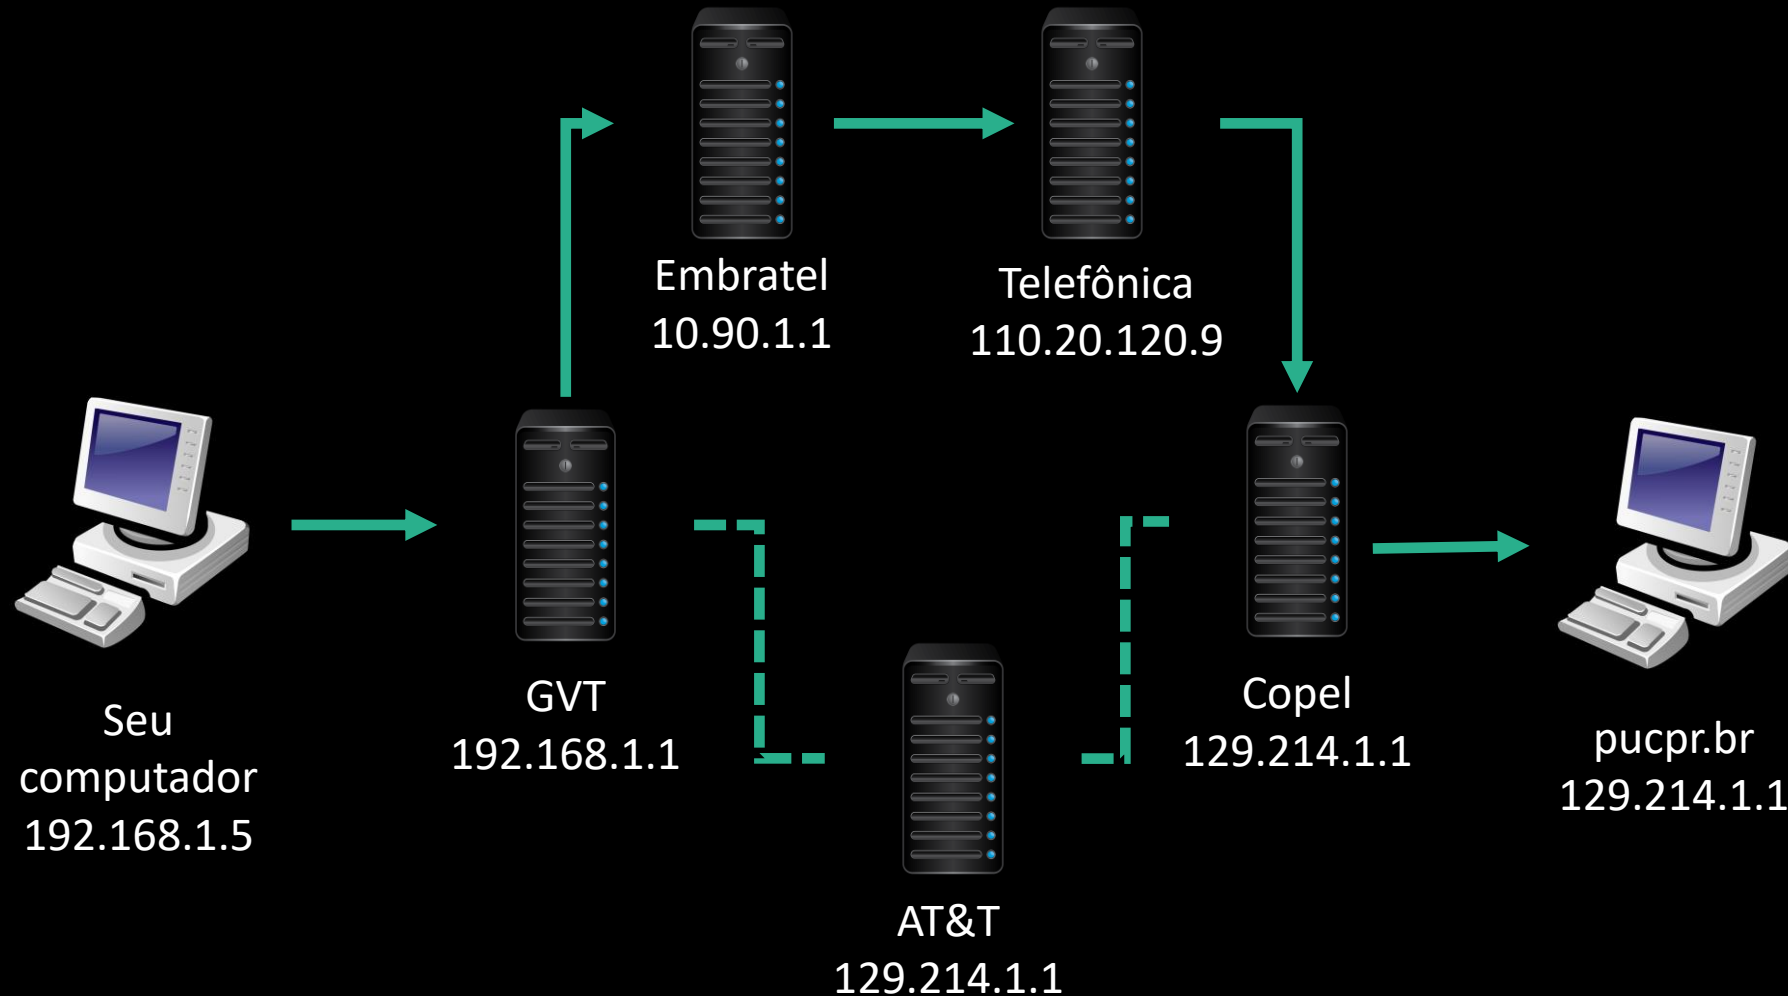 Embratel
10.90.1.1
Telefônica
110.20.120.9
Seu
computador
192.168.1.5
GVT
192.168.1.1
AT&T
129.214.1.1
Copel
129.214.1.1
pucpr.br
129.214.1.1